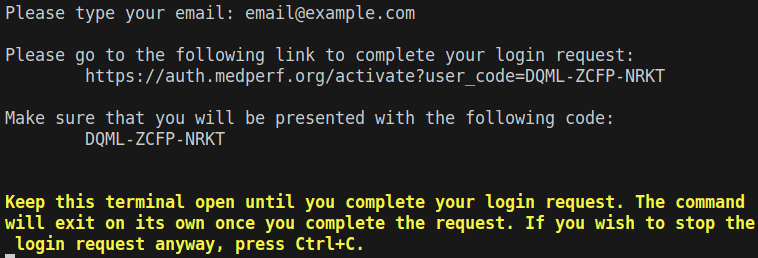 Please type your email: email@example.com
Please go to the following link to complete your login request:
https://auth.medperf.org/activate?user_code=DQML-ZCFP-NRKT
Make sure that you will be presented with the following code:
DQML-ZCFP-NRKT
Keep this terminal open until you complete your login request. The command
will exit on its own once you complete the request. If you wish to stop the
login request anyway, press Ctrl+C.